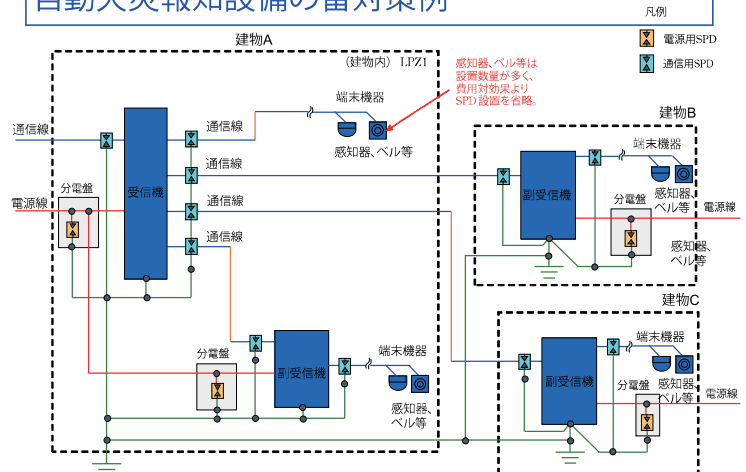 自動火災報知設備の雷対策例
凡例
電源用SPD
通信用SPD
建物A
(建物内) LPZ1
感知器、ベル等は
設置数量が多く、
費用対効果より
SPD設置を省略。
端末機器
感知器、ベル等
通信線
通信線
通信線
通信線
通信線
受信機
分電盤
電源線
分電盤
副受信機
端末機器
感知器、
ベル等
建物B
端末機器
副受信機
感知器、
ベル等
分電盤
電源線
感知器、
ベル等
建物C
端末機器
副受信機
分電盤
感知器、
ベル等
電源線